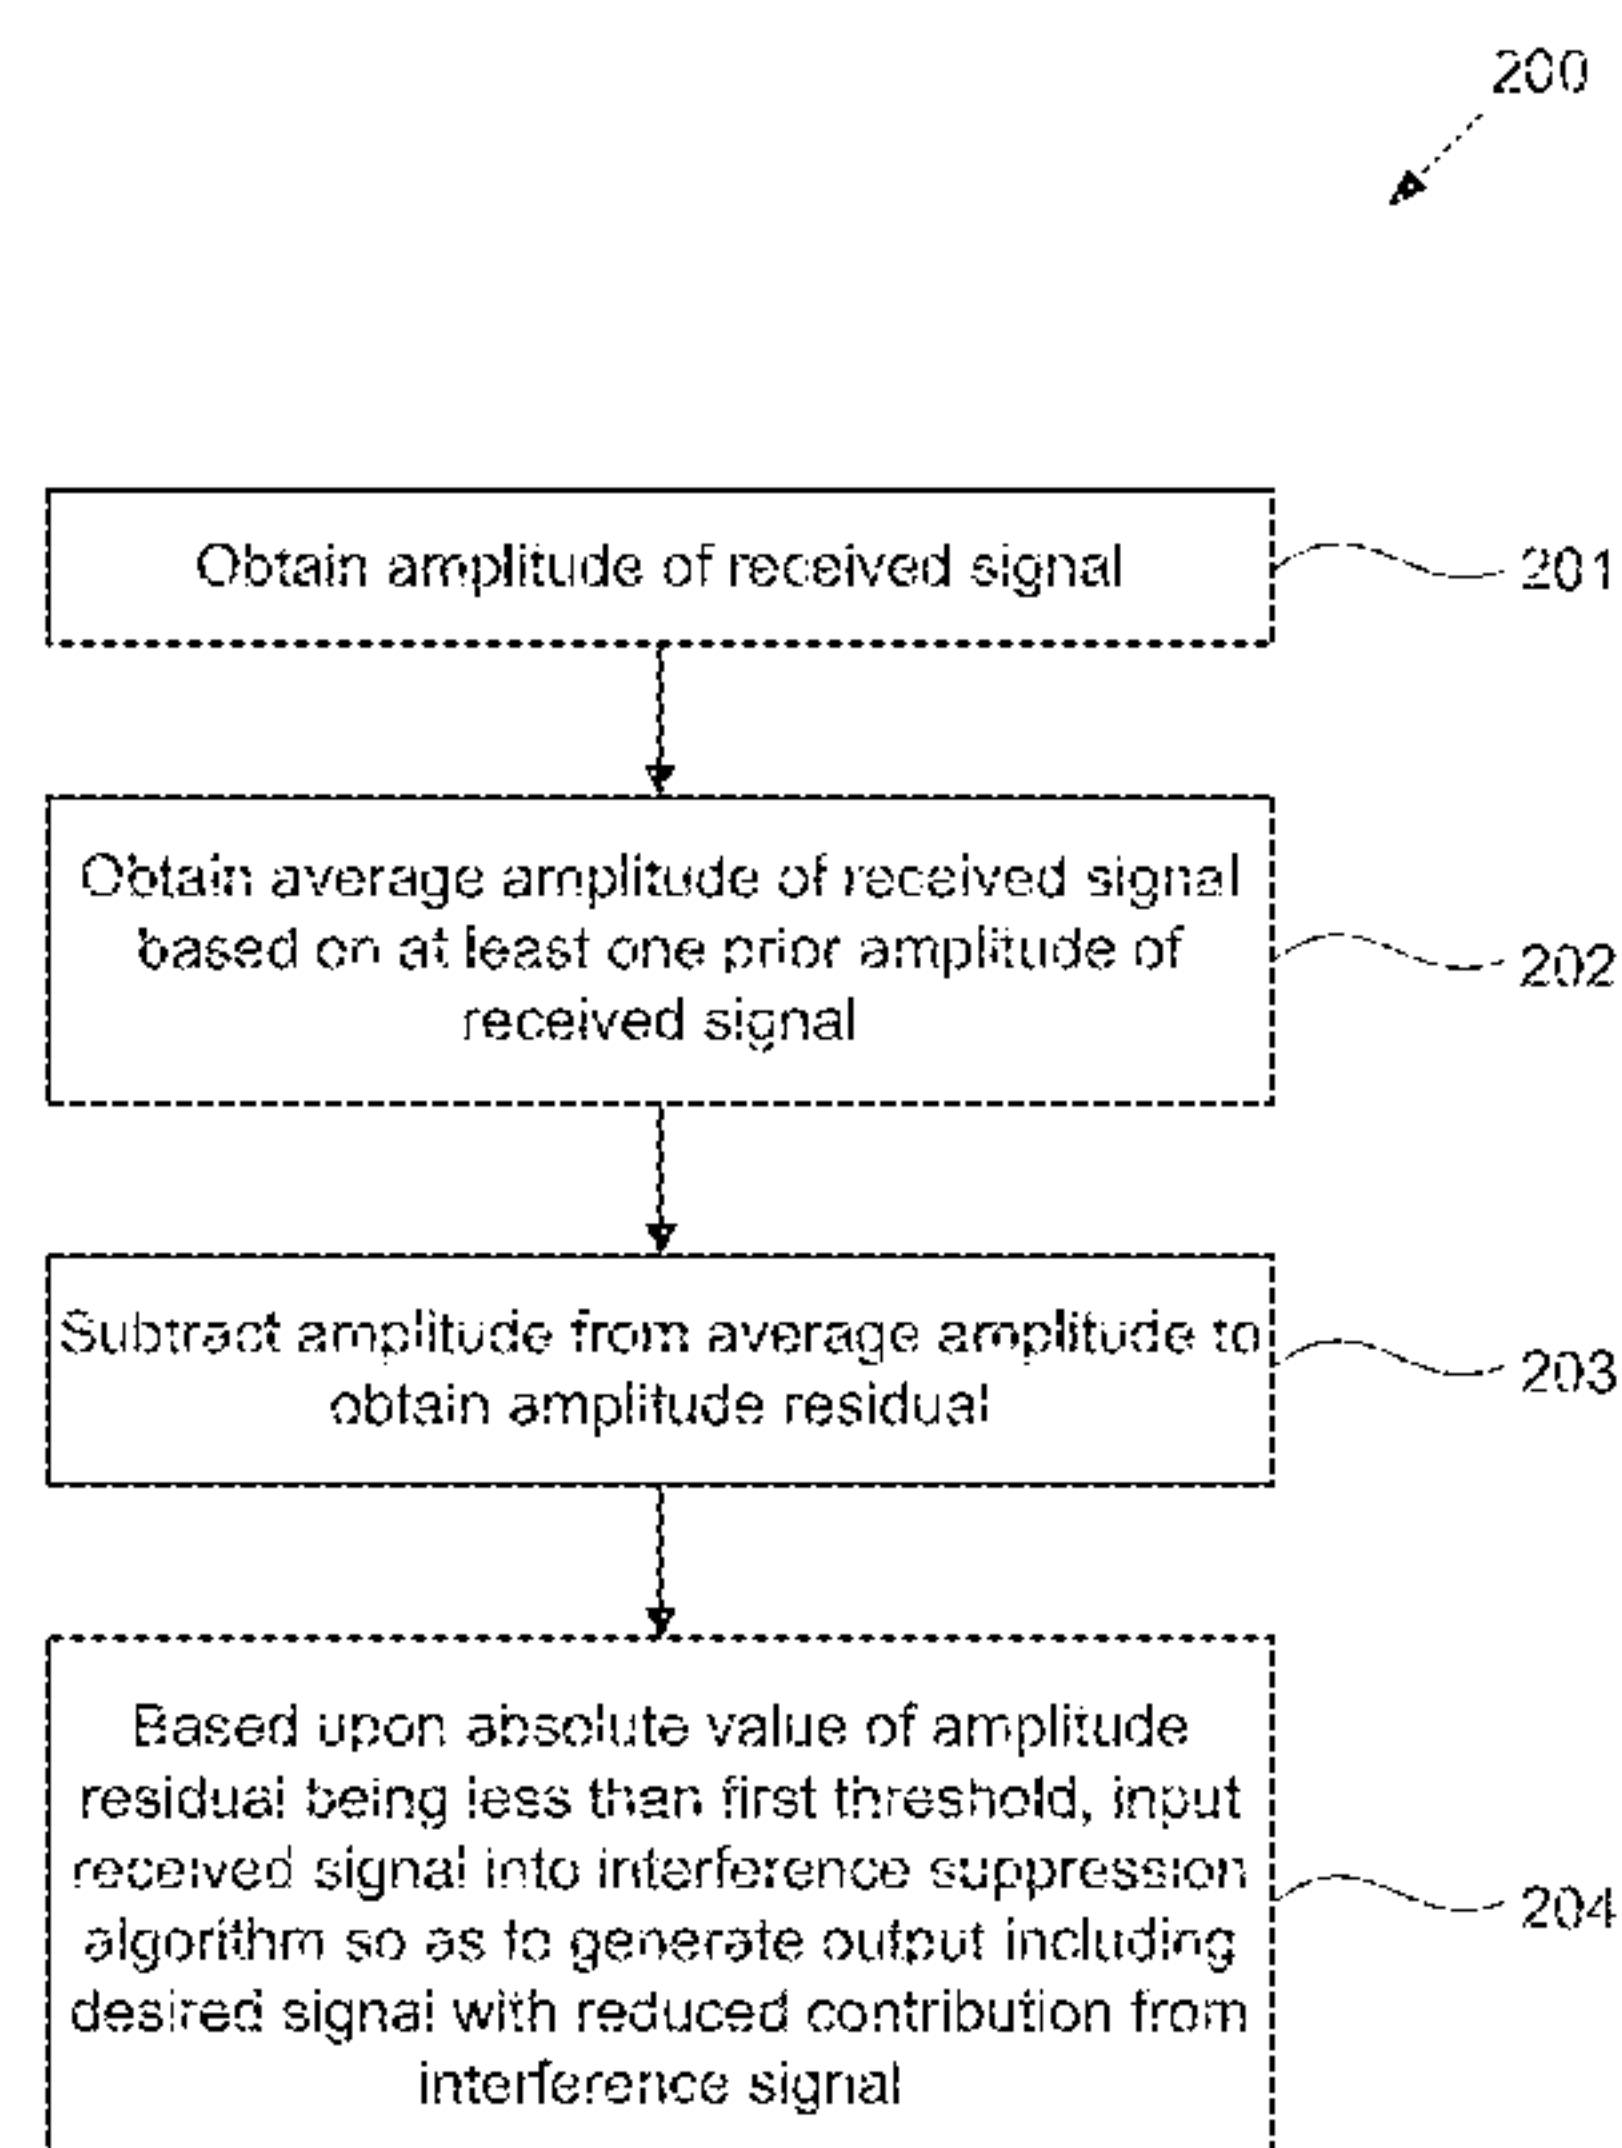 200
Obtain amplitude of received signal
201
Obtain average amplitude of received signal
based on at least one prior amplitude of
received signal
202
Subtract amplitude from average amplitude to
obtain amplitude residual
203
Based upon absolute value of amplitude
residual being less than first threshold, input
received signal into interference suppression
algorithm so as to generate output including
desired signal with reduced contribution from
interference signal
204